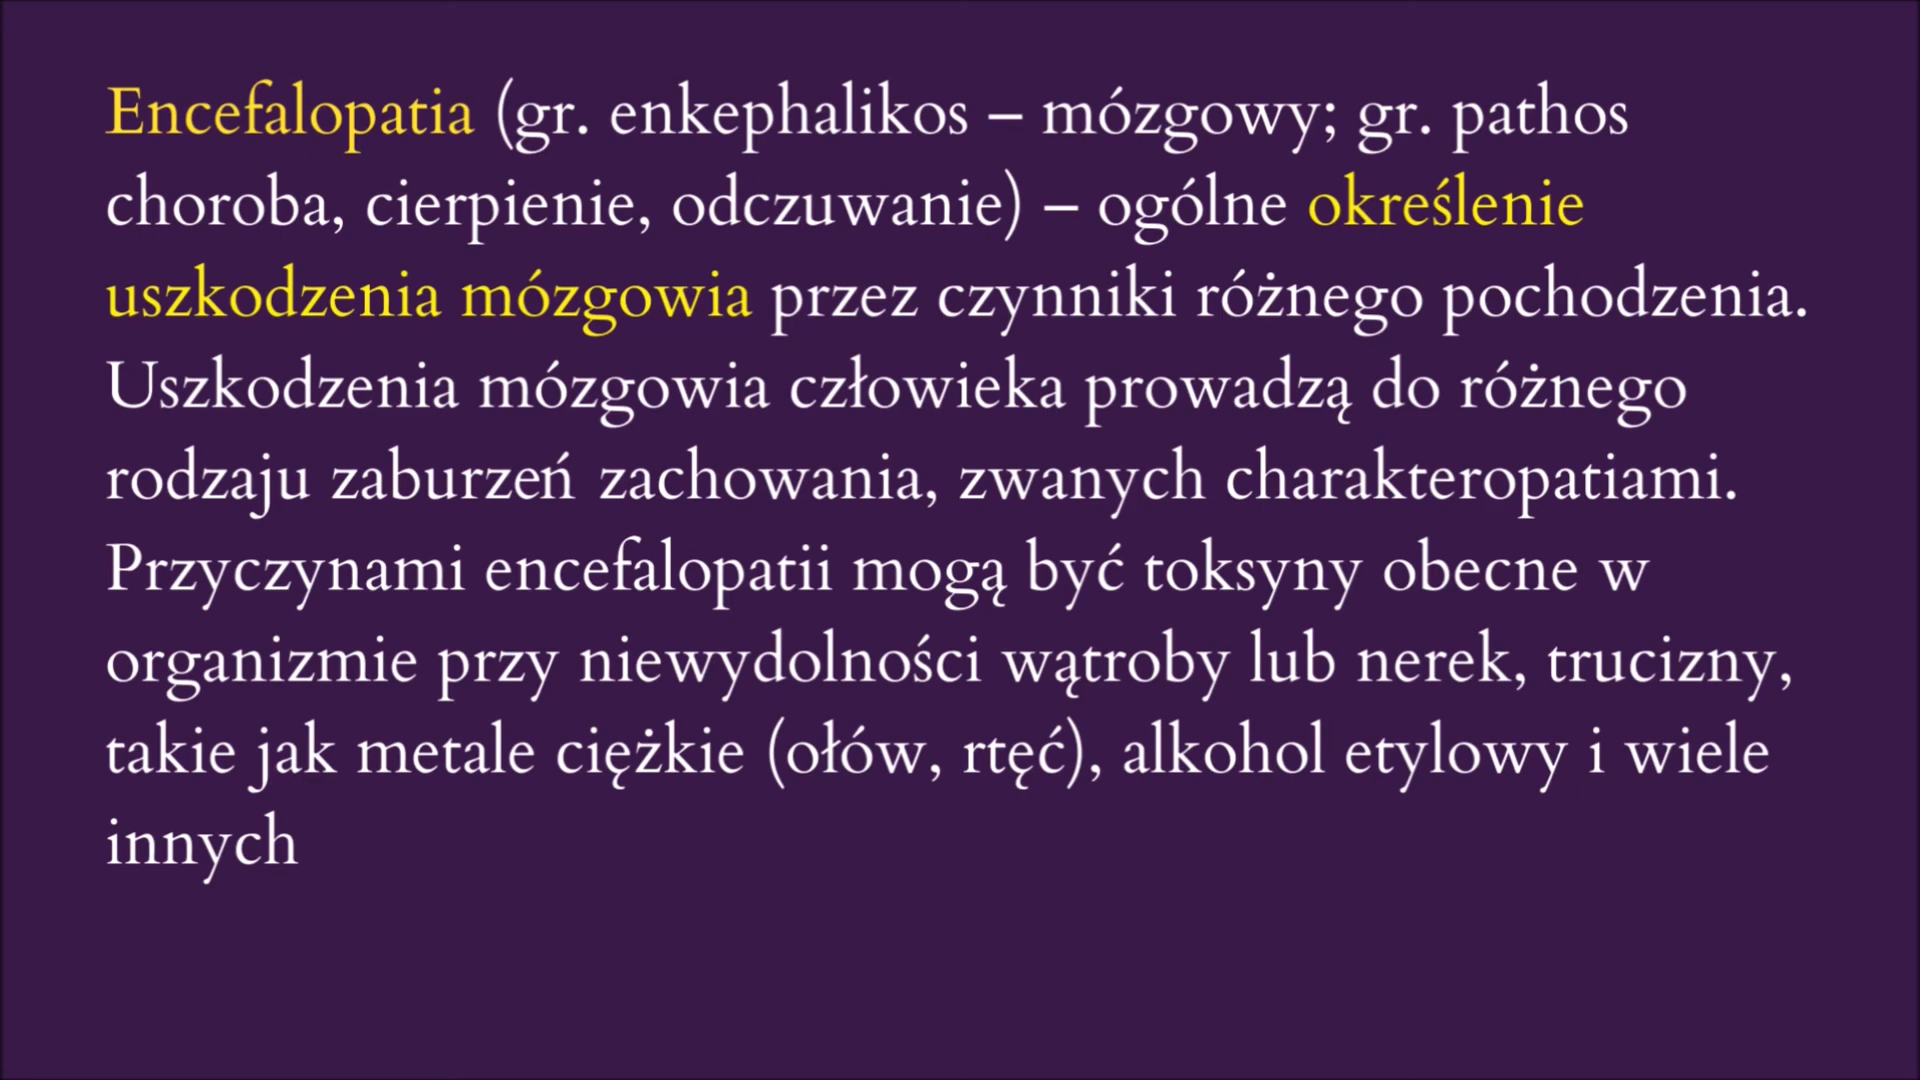 Encefalopatia (gr. enkephalikos – mózgowy; gr. pathos
choroba, cierpienie, odczuwanie) – ogólne określenie
uszkodzenia mózgowia przez czynniki różnego pochodzenia.
Uszkodzenia mózgowia człowieka prowadzą do różnego
rodzaju zaburzeń zachowania, zwanych charakteropatiami.
Przyczynami encefalopatii mogą być toksyny obecne w
organizmie przy niewydolności wątroby lub nerek, trucizny,
takie jak metale ciężkie (ołów, rtęć), alkohol etylowy i wiele
innych